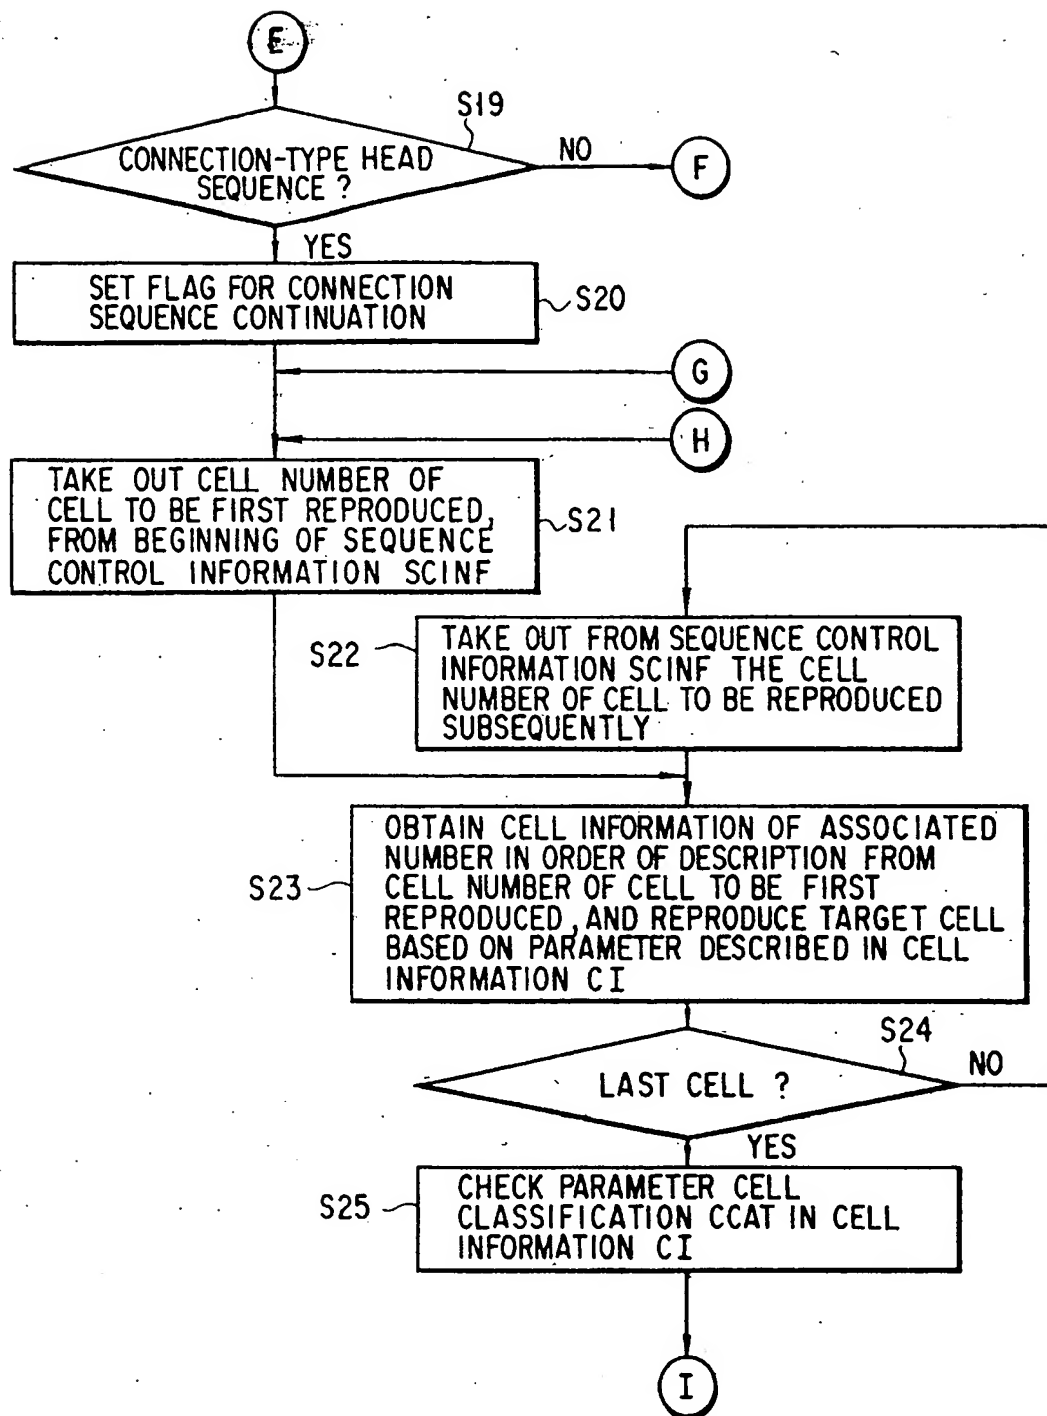 E
S19
CONNECTION-TYPE HEAD
SEQUENCE ?
NO
F
YES
SET FLAG FOR CONNECTION
SEQUENCE CONTINUATION
S20
G
H
TAKE OUT CELL NUMBER OF
CELL TO BE FIRST REPRODUCED,
FROM BEGINNING OF SEQUENCE
CONTROL INFORMATION SCINF
S21
S22
TAKE OUT FROM SEQUENCE CONTROL
INFORMATION SCINF THE CELL
NUMBER OF CELL TO BE REPRODUCED
SUBSEQUENTLY
S23
OBTAIN CELL INFORMATION OF ASSOCIATED
NUMBER IN ORDER OF DESCRIPTION FROM
CELL NUMBER OF CELL TO BE FIRST
REPRODUCED, AND REPRODUCE TARGET CELL
BASED ON PARAMETER DESCRIBED IN CELL
INFORMATION CI
S24
LAST CELL ?
NO
YES
S25
CHECK PARAMETER CELL
CLASSIFICATION CCAT IN CELL
INFORMATION CI
I